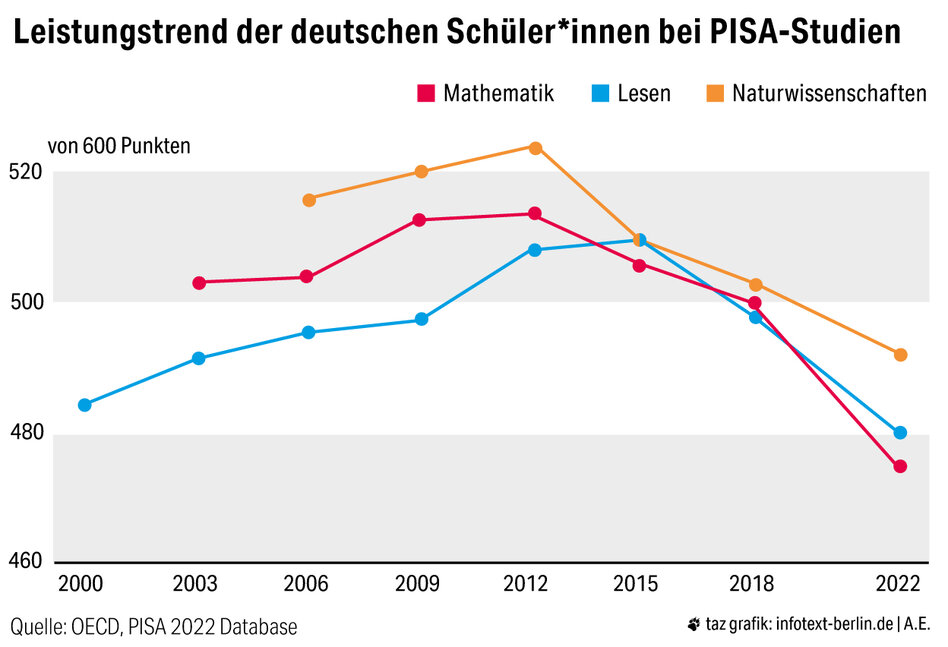 Leistungstrend der deutschen Schüler*innen bei PISA-Studien
Mathematik Lesen Naturwissenschaften
von 600 Punkten
520
500
480
460
2000 2003 2006 2009 2012 2015 2018 2022
Quelle: OECD, PISA 2022 Database
taz grafik: infotext-berlin.de | A.E.